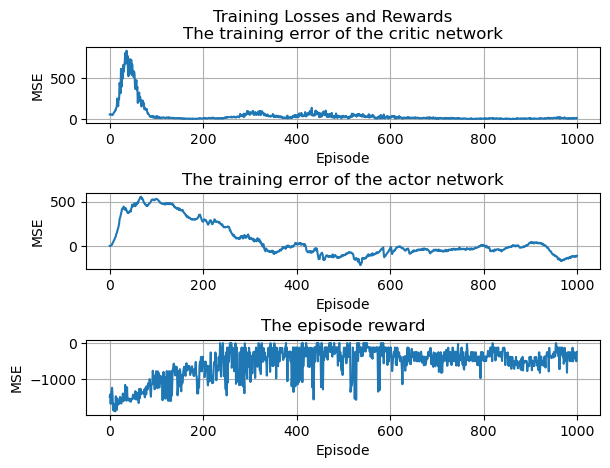 Training Losses and Rewards
The training error of the critic network
500
0
MSE
0 200 400 600 800 1000
Episode
The training error of the actor network
500
0
MSE
0 200 400 600 800 1000
Episode
The episode reward
0
−1000
MSE
0 200 400 600 800 1000
Episode